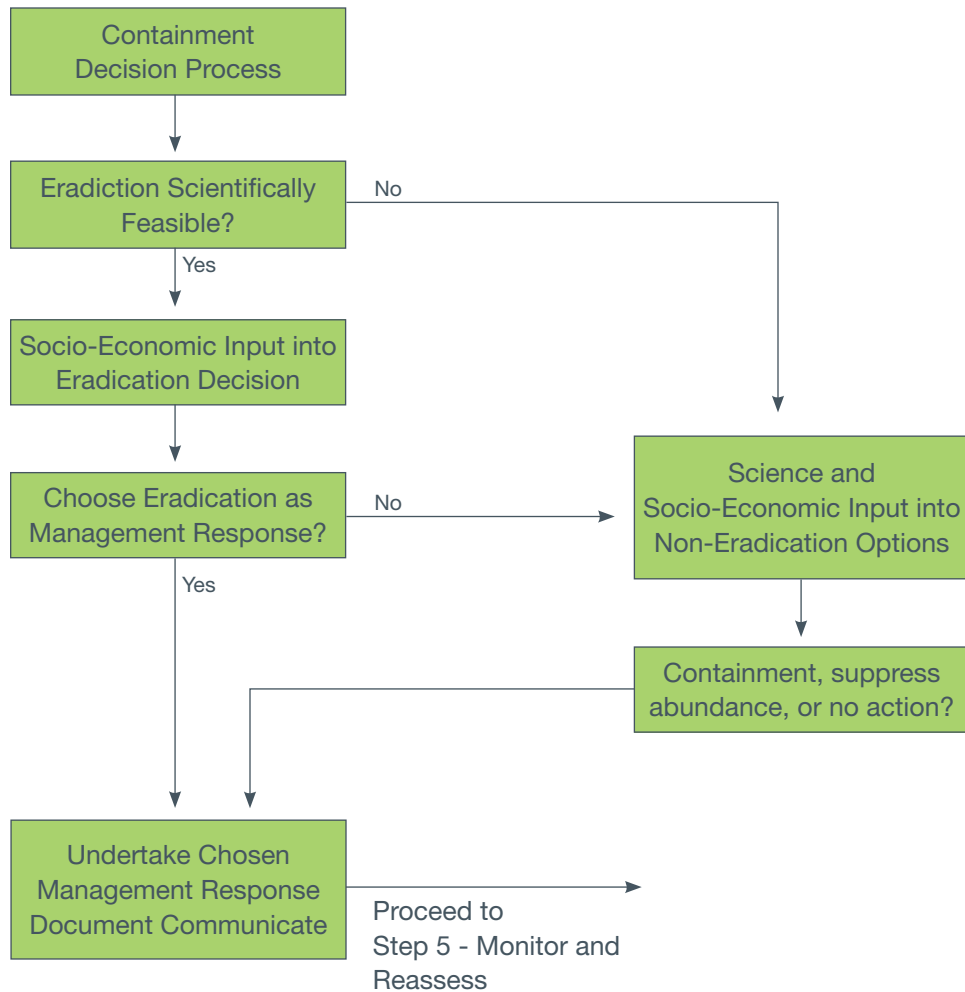 Containment
Decision Process
Eradiction Scientifically
Feasible?
No
Yes
Socio-Economic Input into
Eradication Decision
Choose Eradication as
Management Response?
No
Science and
Socio-Economic Input into
Non-Eradication Options
Yes
Containment, suppress
abundance, or no action?
Undertake Chosen
Management Response
Document Communicate
Proceed to
Step 5 - Monitor and
Reassess